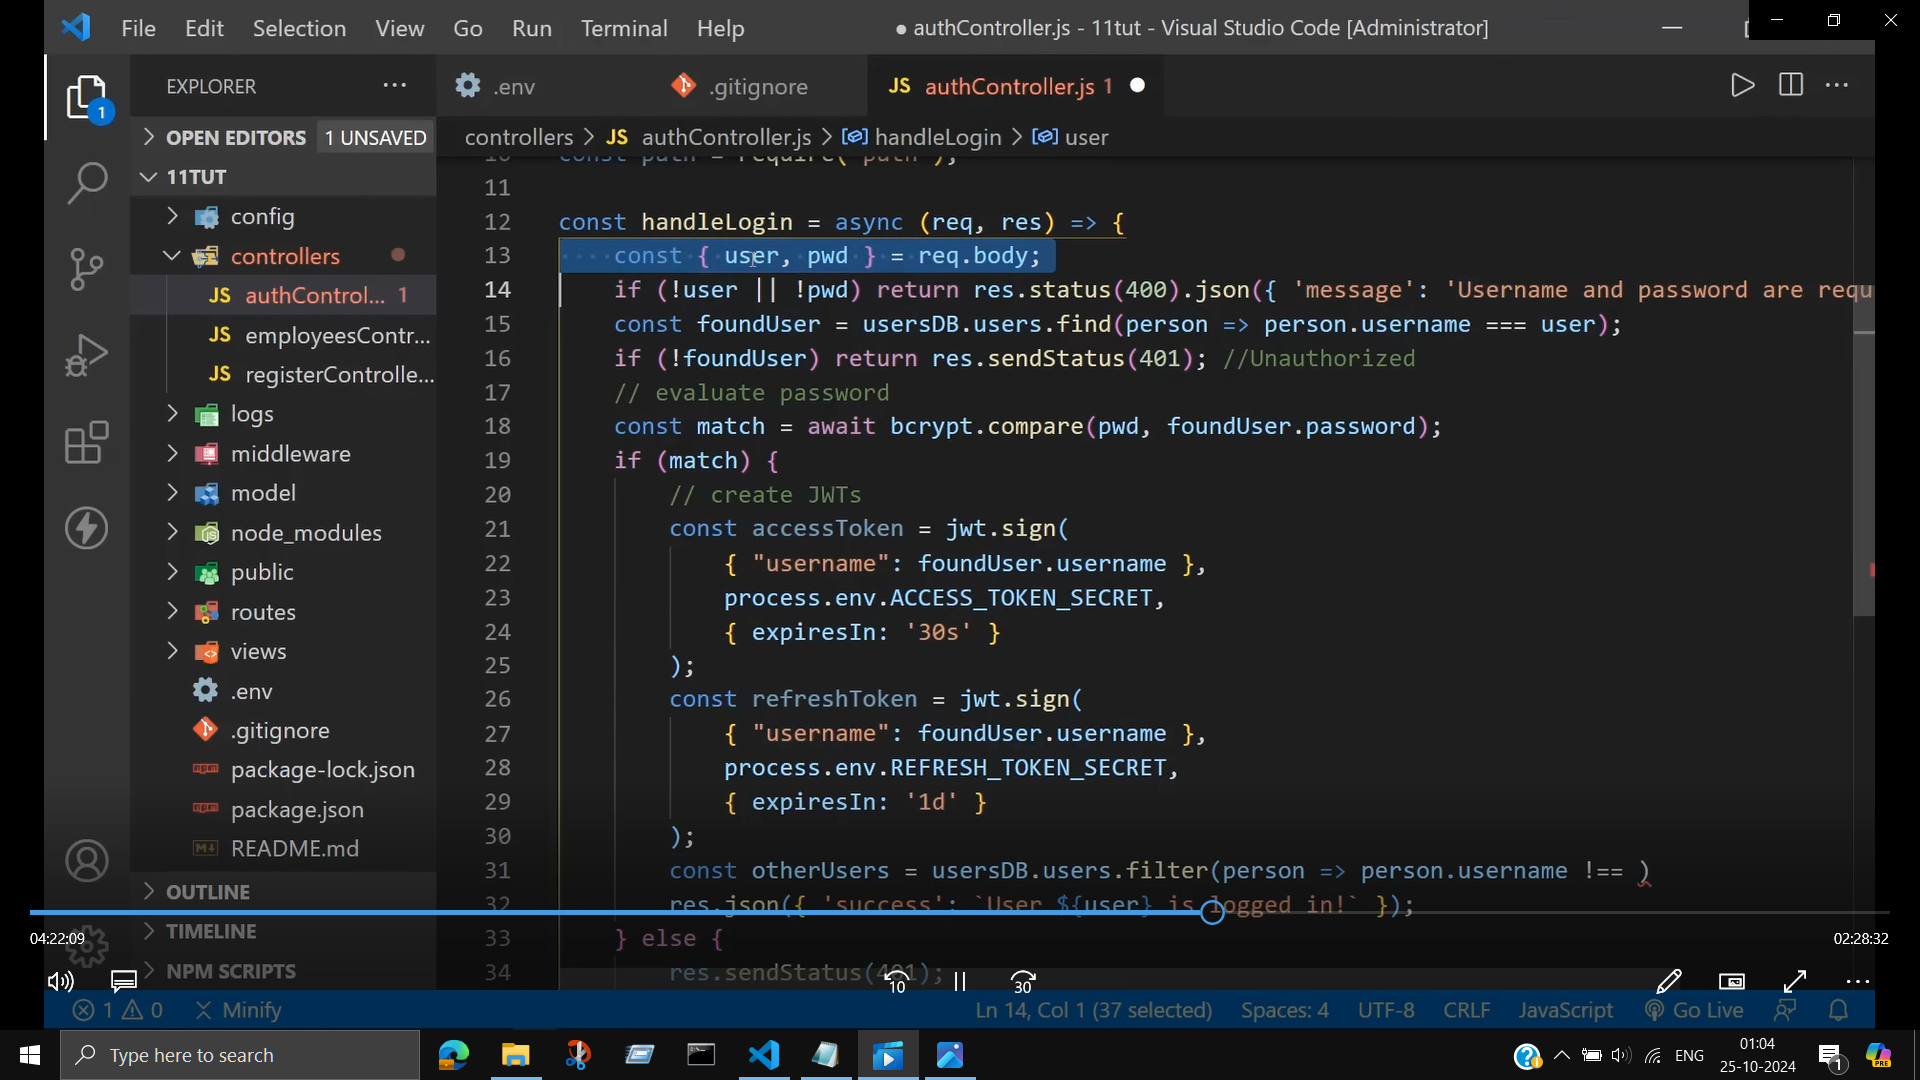 File Edit Selection View Go Run Terminal Help
● authController.js - 11tut - Visual Studio Code [Administrator]
EXPLORER
.env
.gitignore
JS authController.js 1
1
OPEN EDITORS 1 UNSAVED
controllers > JS authController.js > handleLogin > user
11TUT
config
controllers
JS authControl... 1
JS employeesContr...
JS registerControlle...
logs
middleware
model
node_modules
public
routes
views
.env
.gitignore
package-lock.json
package.json
README.md
OUTLINE
TIMELINE
NPM SCRIPTS
10 const path = require('path');
11
12 const handleLogin = async (req, res) => {
13 const { user, pwd } = req.body;
14 if (!user || !pwd) return res.status(400).json({ 'message': 'Username and password are requ
15 const foundUser = usersDB.users.find(person => person.username === user);
16 if (!foundUser) return res.sendStatus(401); //Unauthorized
17 // evaluate password
18 const match = await bcrypt.compare(pwd, foundUser.password);
19 if (match) {
20 // create JWTs
21 const accessToken = jwt.sign(
22 { "username": foundUser.username },
23 process.env.ACCESS_TOKEN_SECRET,
24 { expiresIn: '30s' }
25 );
26 const refreshToken = jwt.sign(
27 { "username": foundUser.username },
28 process.env.REFRESH_TOKEN_SECRET,
29 { expiresIn: '1d' }
30 );
31 const otherUsers = usersDB.users.filter(person => person.username !== )
32 res.json({ 'success': `User ${user} is logged in!` });
33 } else {
34 res.sendStatus(401);
04:22:09
02:28:32
10
30
1 0 Minify
Ln 14, Col 1 (37 selected) Spaces: 4 UTF-8 CRLF JavaScript Go Live
Type here to search
ENG
01:04
25-10-2024
1
PRE